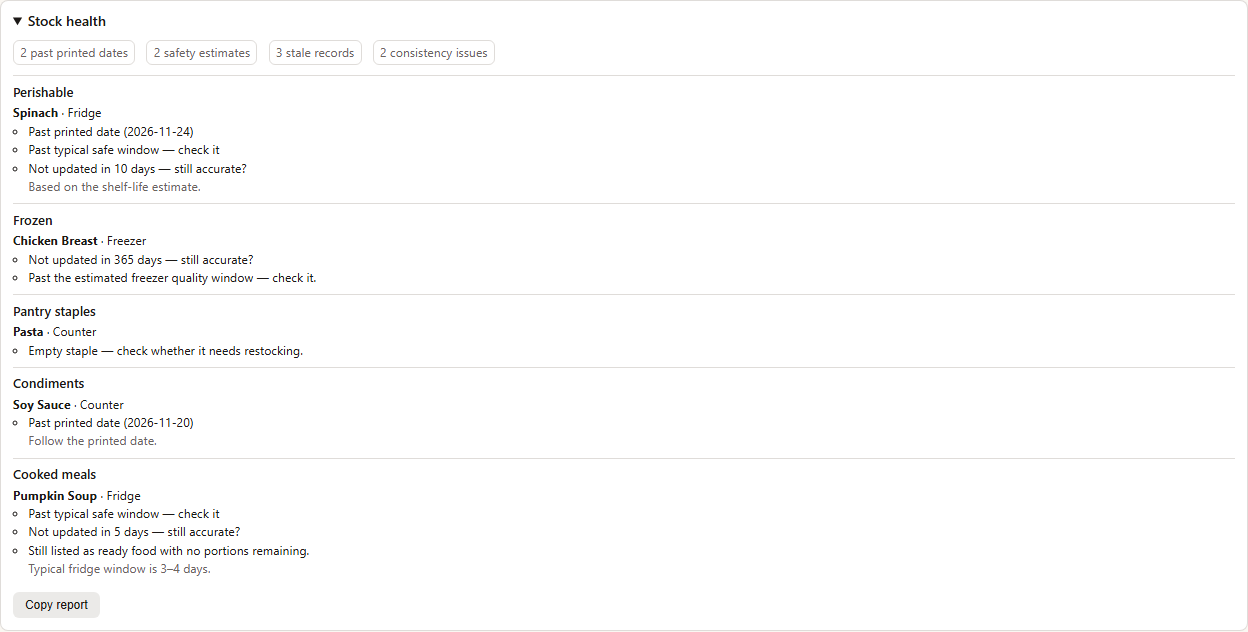 ▼ Stock health
2 past printed dates 2 safety estimates 3 stale records 2 consistency issues
Perishable
Spinach · Fridge
Past printed date (2026-11-24)
Past typical safe window — check it
Not updated in 10 days — still accurate?
Based on the shelf-life estimate.
Frozen
Chicken Breast · Freezer
Not updated in 365 days — still accurate?
Past the estimated freezer quality window — check it.
Pantry staples
Pasta · Counter
Empty staple — check whether it needs restocking.
Condiments
Soy Sauce · Counter
Past printed date (2026-11-20)
Follow the printed date.
Cooked meals
Pumpkin Soup · Fridge
Past typical safe window — check it
Not updated in 5 days — still accurate?
Still listed as ready food with no portions remaining.
Typical fridge window is 3–4 days.
Copy report